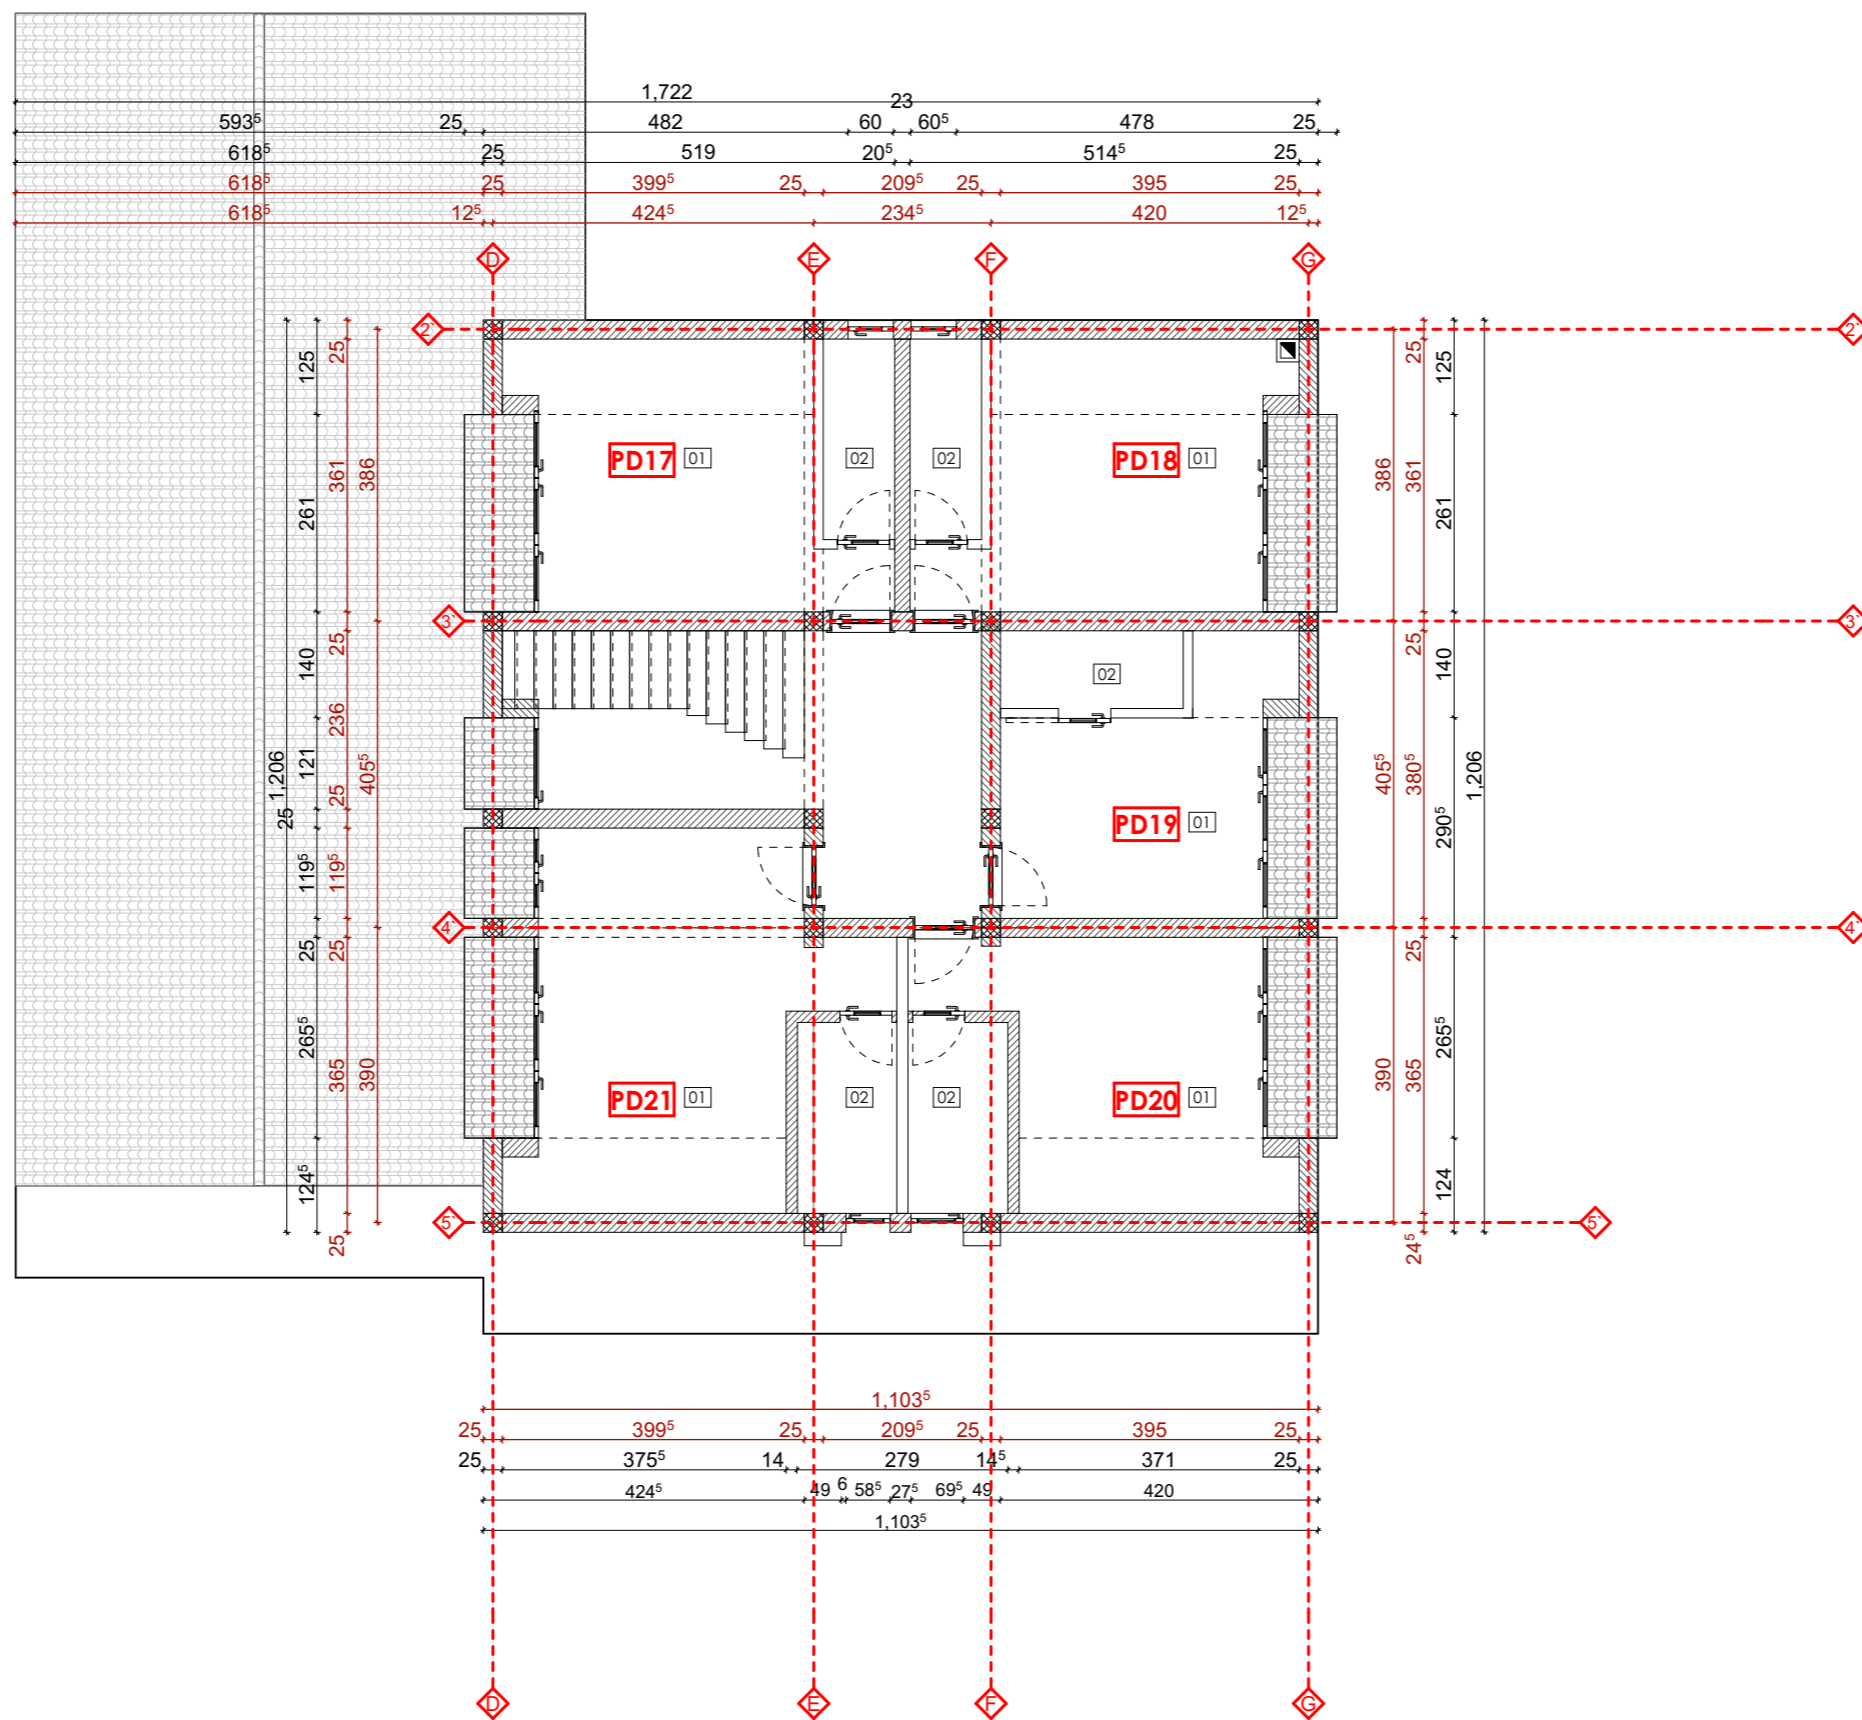 1,722
23
593⁵ 25 482 60 60⁵ 478 25
618⁵ 25 519 20⁵ 514⁵ 25
618⁵ 25 399⁵ 25 209⁵ 25 395 25
618⁵ 12⁵ 424⁵ 234⁵ 420 12⁵
D E F G
2` 2`
25 125 25 125
PD17 01 02 02 PD18 01
361 386 261 386 361 261
3` 3`
25 140 25 140
02
236
1,206 121 405⁵ 25 405⁵ 380⁵ 1,206
25
PD19 01
290⁵
119⁵ 119⁵
4` 4`
25 25 25
265⁵ 365 390 390 365 265⁵
PD21 01 02 02 PD20 01
124⁵ 124
5` 5`
25 24⁵
1,103⁵
25 399⁵ 25 209⁵ 25 395 25
25 375⁵ 14 279 14⁵ 371 25
424⁵ 49 6 58⁵ 27⁵ 69⁵ 49 420
1,103⁵
D E F G